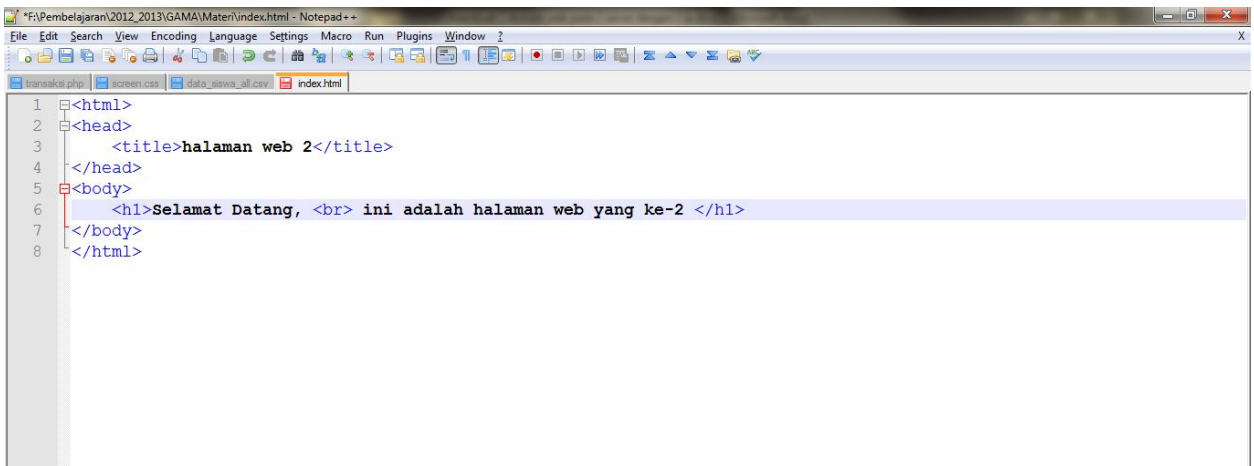 *F:\Pembelajaran\2012_2013\GAMA\Materi\index.html - Notepad++
File Edit Search View Encoding Language Settings Macro Run Plugins Window ? X
transaksi.php screen.css data_siswa_all.csv index.html
1 <html>
2 <head>
3 <title>halaman web 2</title>
4 </head>
5 <body>
6 <h1>Selamat Datang, <br> ini adalah halaman web yang ke-2 </h1>
7 </body>
8 </html>